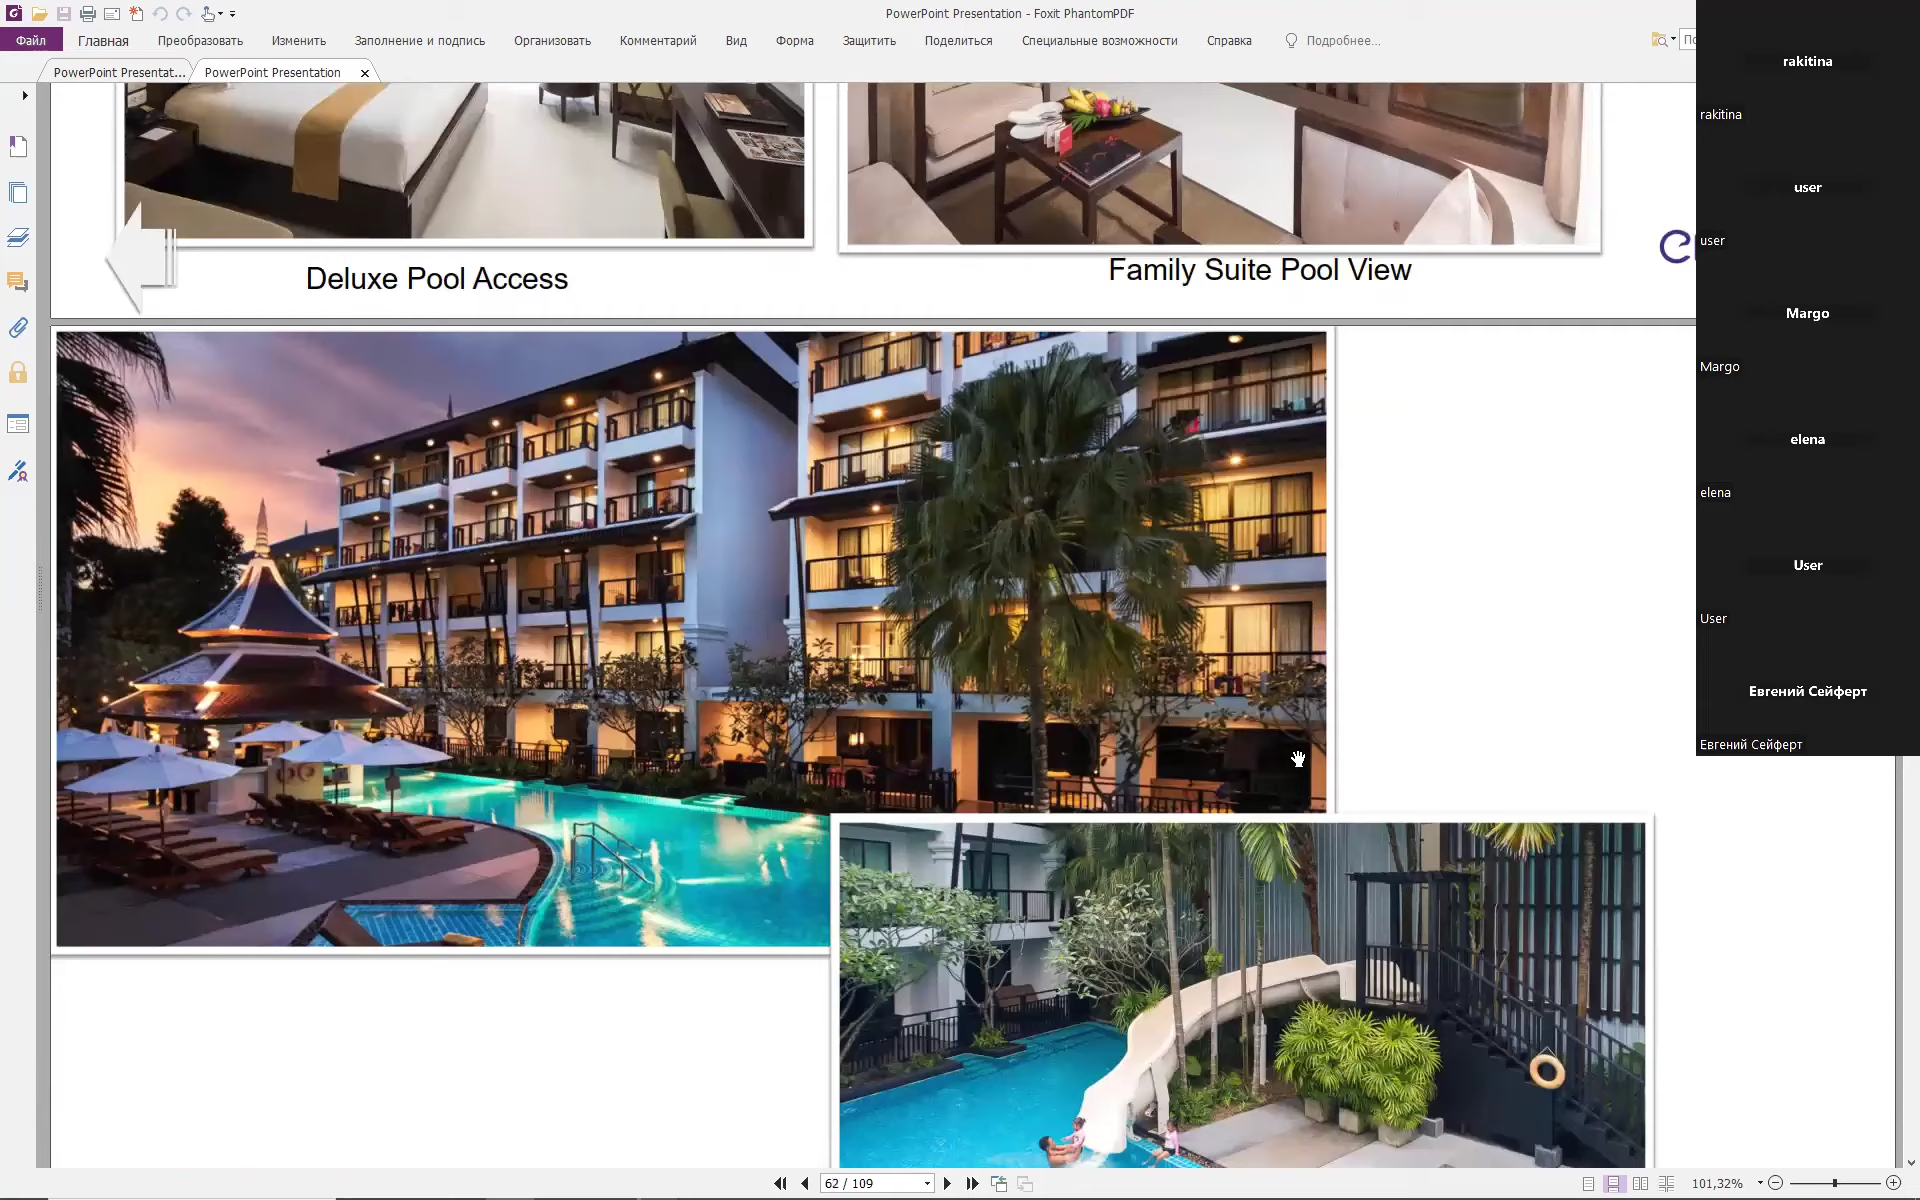 PowerPoint Presentation - Foxit PhantomPDF
Файл Главная Преобразовать Изменить Заполнение и подпись Организовать Комментарий Вид Форма Защитить Поделиться Специальные возможности Справка Подробнее...
PowerPoint Presentat... PowerPoint Presentation
Deluxe Pool Access
Family Suite Pool View
rakitina
rakitina
user
user
Margo
Margo
elena
elena
User
User
Евгений Сейферт
Евгений Сейферт
62 / 109
101,32%